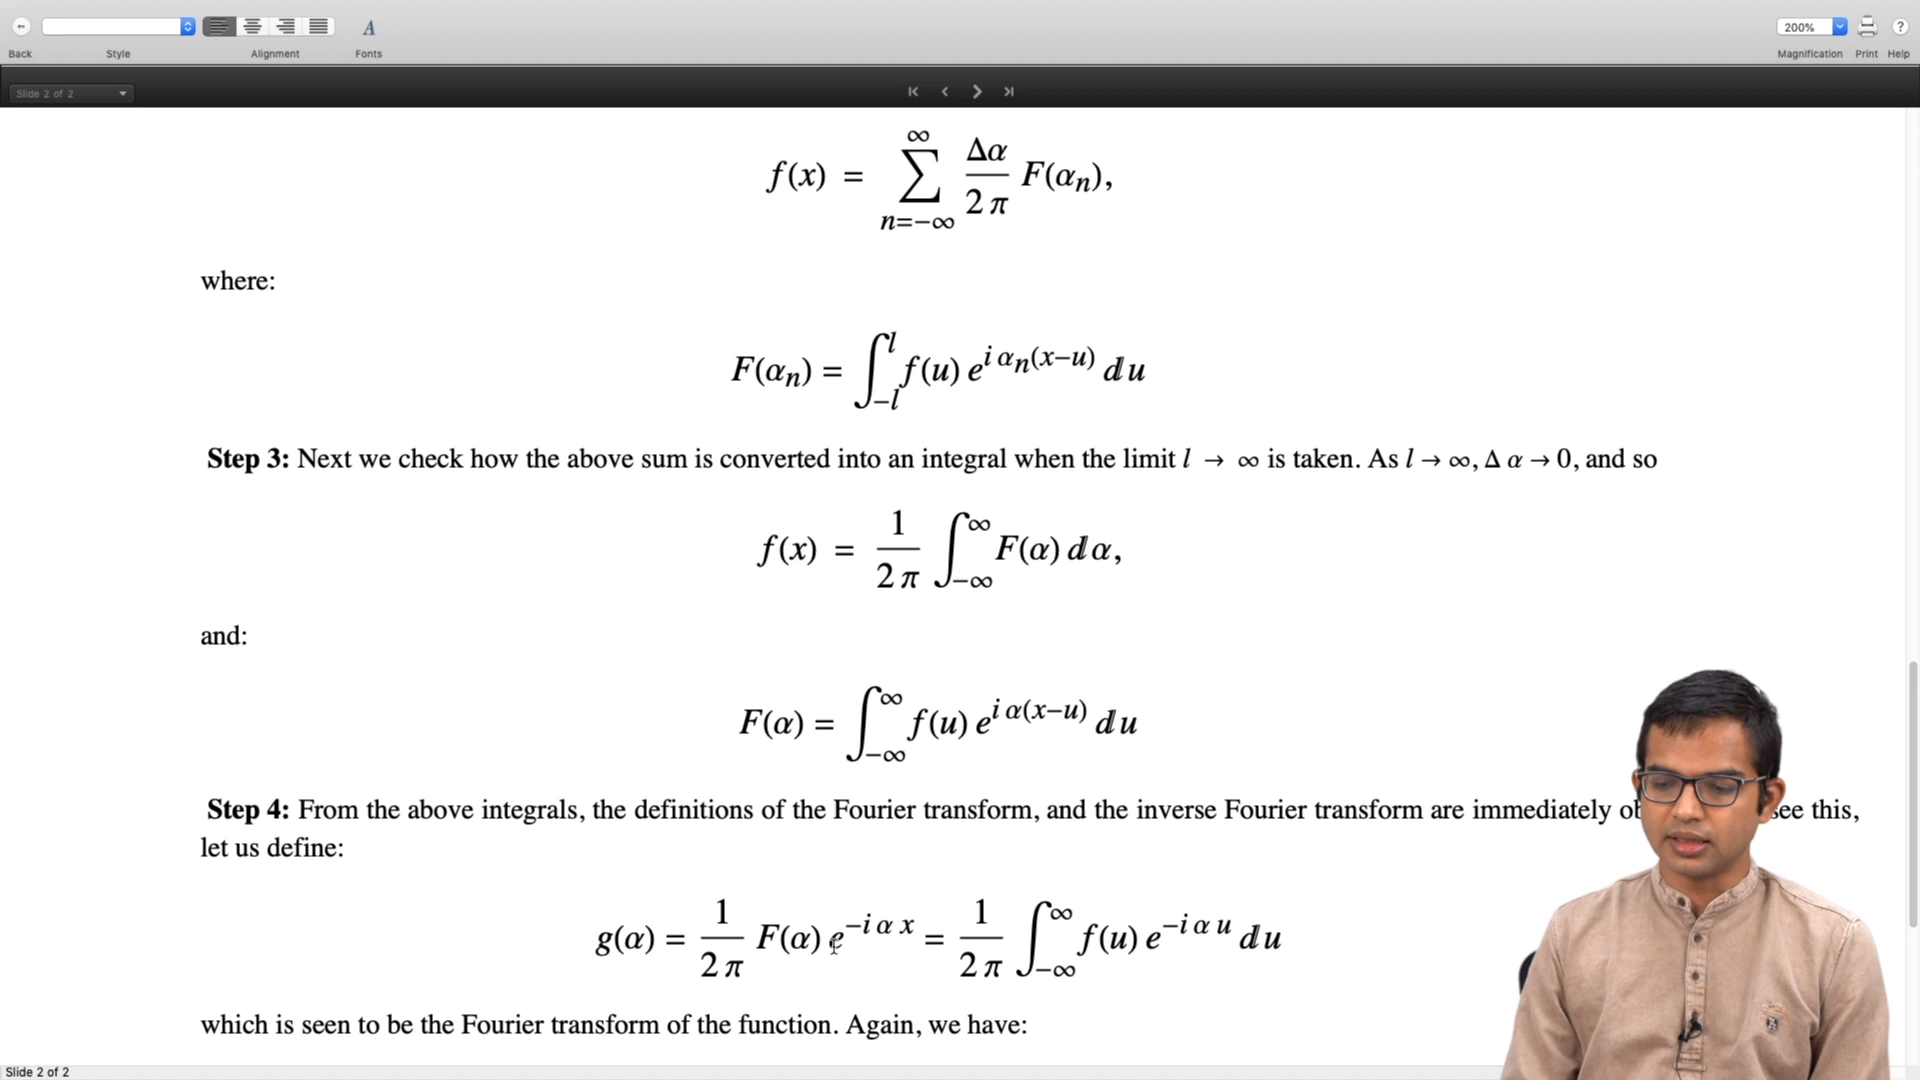 200%
Back Style Alignment Fonts Magnification Print Help
Slide 2 of 2
f(x) = ∑_{n=−∞}^{∞} Δα/2π F(αₙ),
where:
F(αₙ) = ∫_{−l}^{l} f(u) e^{i αₙ(x−u)} du
Step 3: Next we check how the above sum is converted into an integral when the limit l → ∞ is taken. As l → ∞, Δ α → 0, and so
f(x) = 1/2π ∫_{−∞}^{∞} F(α) dα,
and:
F(α) = ∫_{−∞}^{∞} f(u) e^{i α(x−u)} du
Step 4: From the above integrals, the definitions of the Fourier transform, and the inverse Fourier transform are immediately see this,
let us define:
g(α) = 1/2π F(α) e^{−i α x} = 1/2π ∫_{−∞}^{∞} f(u) e^{−i α u} du
which is seen to be the Fourier transform of the function. Again, we have:
Slide 2 of 2